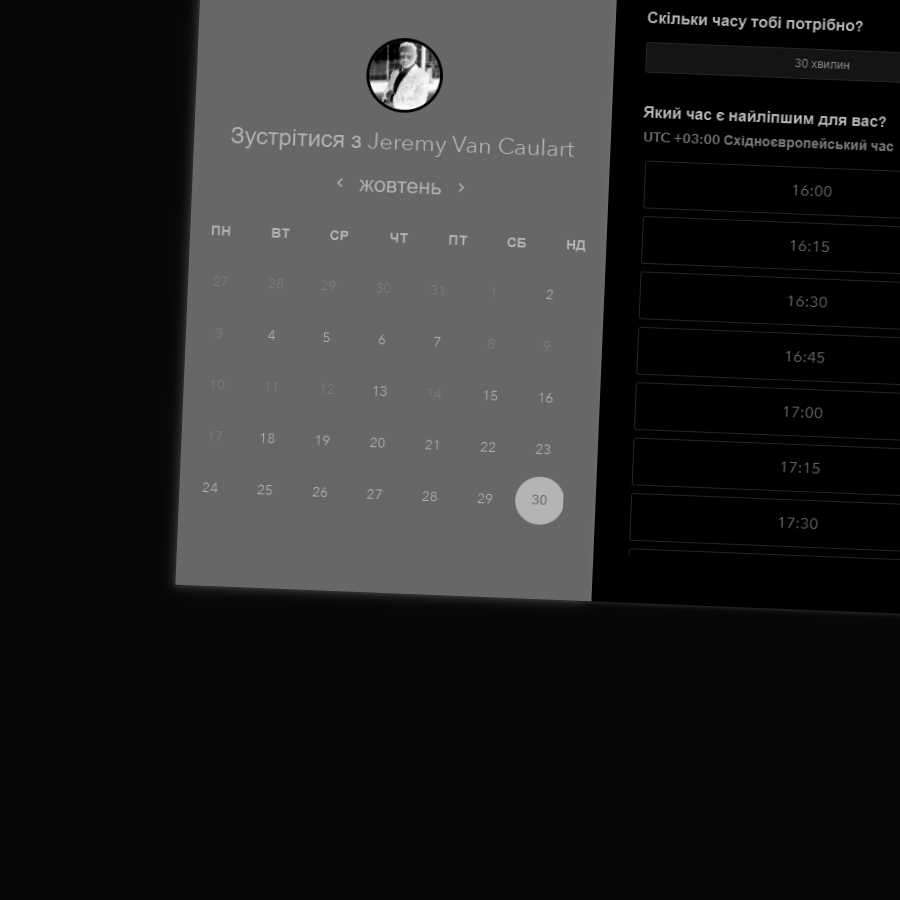 Зустрітися з Jeremy Van Caulart
‹ жовтень ›
ПН ВТ СР ЧТ ПТ СБ НД
27 28 29 30 31 1 2
3 4 5 6 7 8 9
10 11 12 13 14 15 16
17 18 19 20 21 22 23
24 25 26 27 28 29 30
Скільки часу тобі потрібно?
30 хвилин
Який час є найліпшим для вас?
UTC +03:00 Східноєвропейський час
16:00
16:15
16:30
16:45
17:00
17:15
17:30